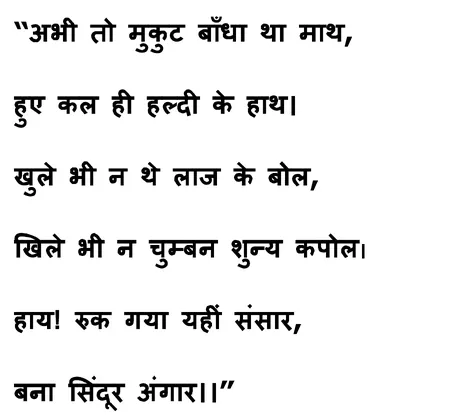 “अभी तो मुकुट बाँधा था माथ,
हुए कल ही हल्दी के हाथ।
खुले भी न थे लाज के बोल,
खिले भी न चुम्बन शुन्य कपोल।
हाय! रुक गया यहीं संसार,
बना सिंदूर अंगार।।”